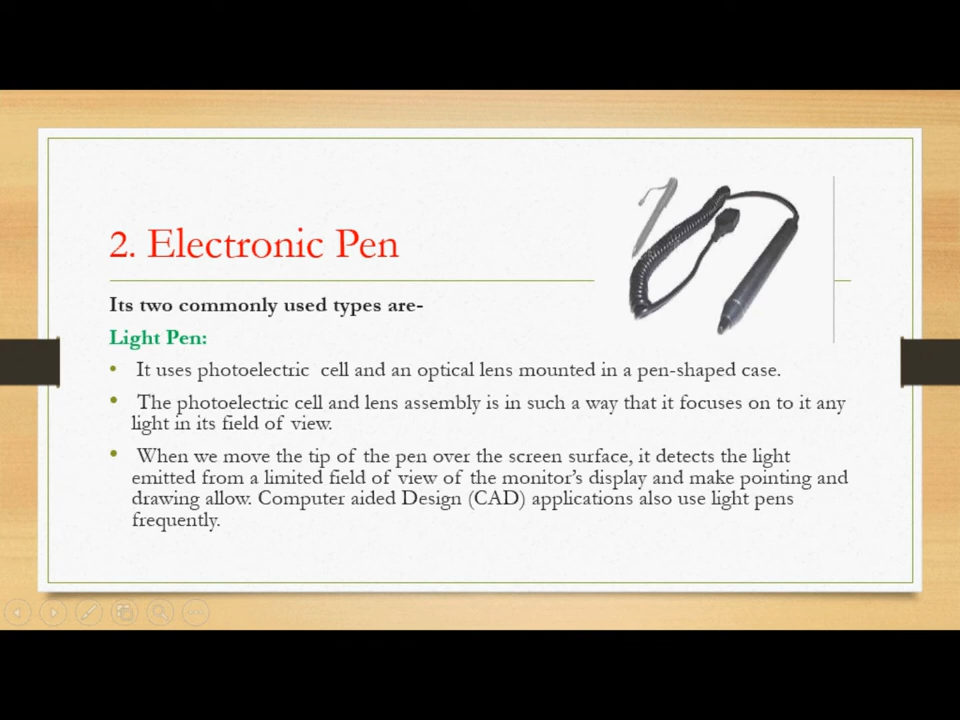 2. Electronic Pen
Its two commonly used types are-
Light Pen:
• It uses photoelectric cell and an optical lens mounted in a pen-shaped case.
• The photoelectric cell and lens assembly is in such a way that it focuses on to it any
light in its field of view.
• When we move the tip of the pen over the screen surface, it detects the light
emitted from a limited field of view of the monitor's display and make pointing and
drawing allow. Computer aided Design (CAD) applications also use light pens
frequently.